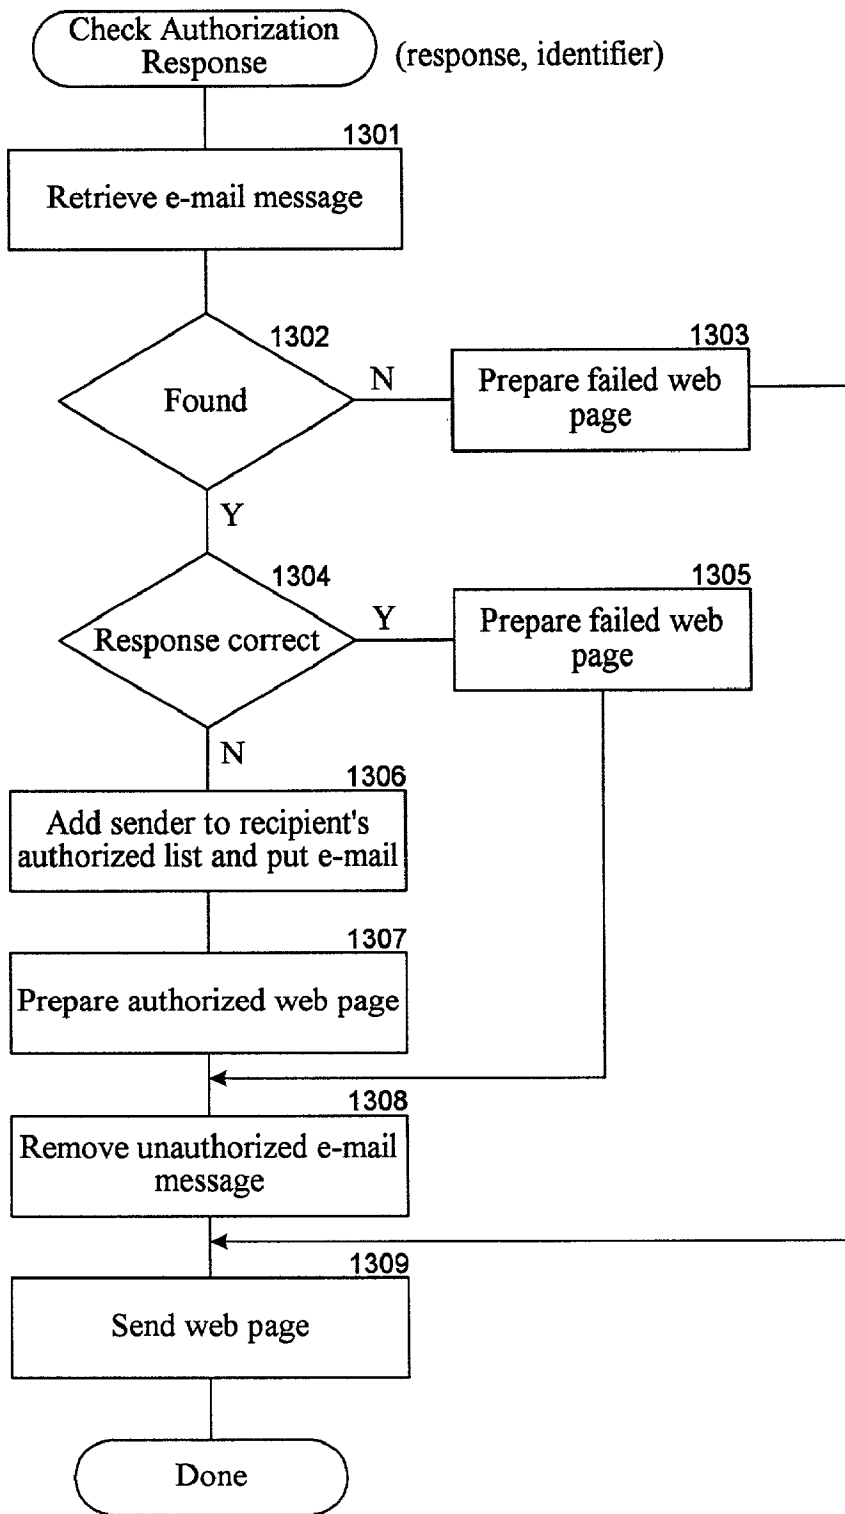 Check Authorization
Response
(response, identifier)
1301
Retrieve e-mail message
1302
Found
N
1303
Prepare failed web
page
Y
1304
Response correct
Y
1305
Prepare failed web
page
N
1306
Add sender to recipient's
authorized list and put e-mail
1307
Prepare authorized web page
1308
Remove unauthorized e-mail
message
1309
Send web page
Done